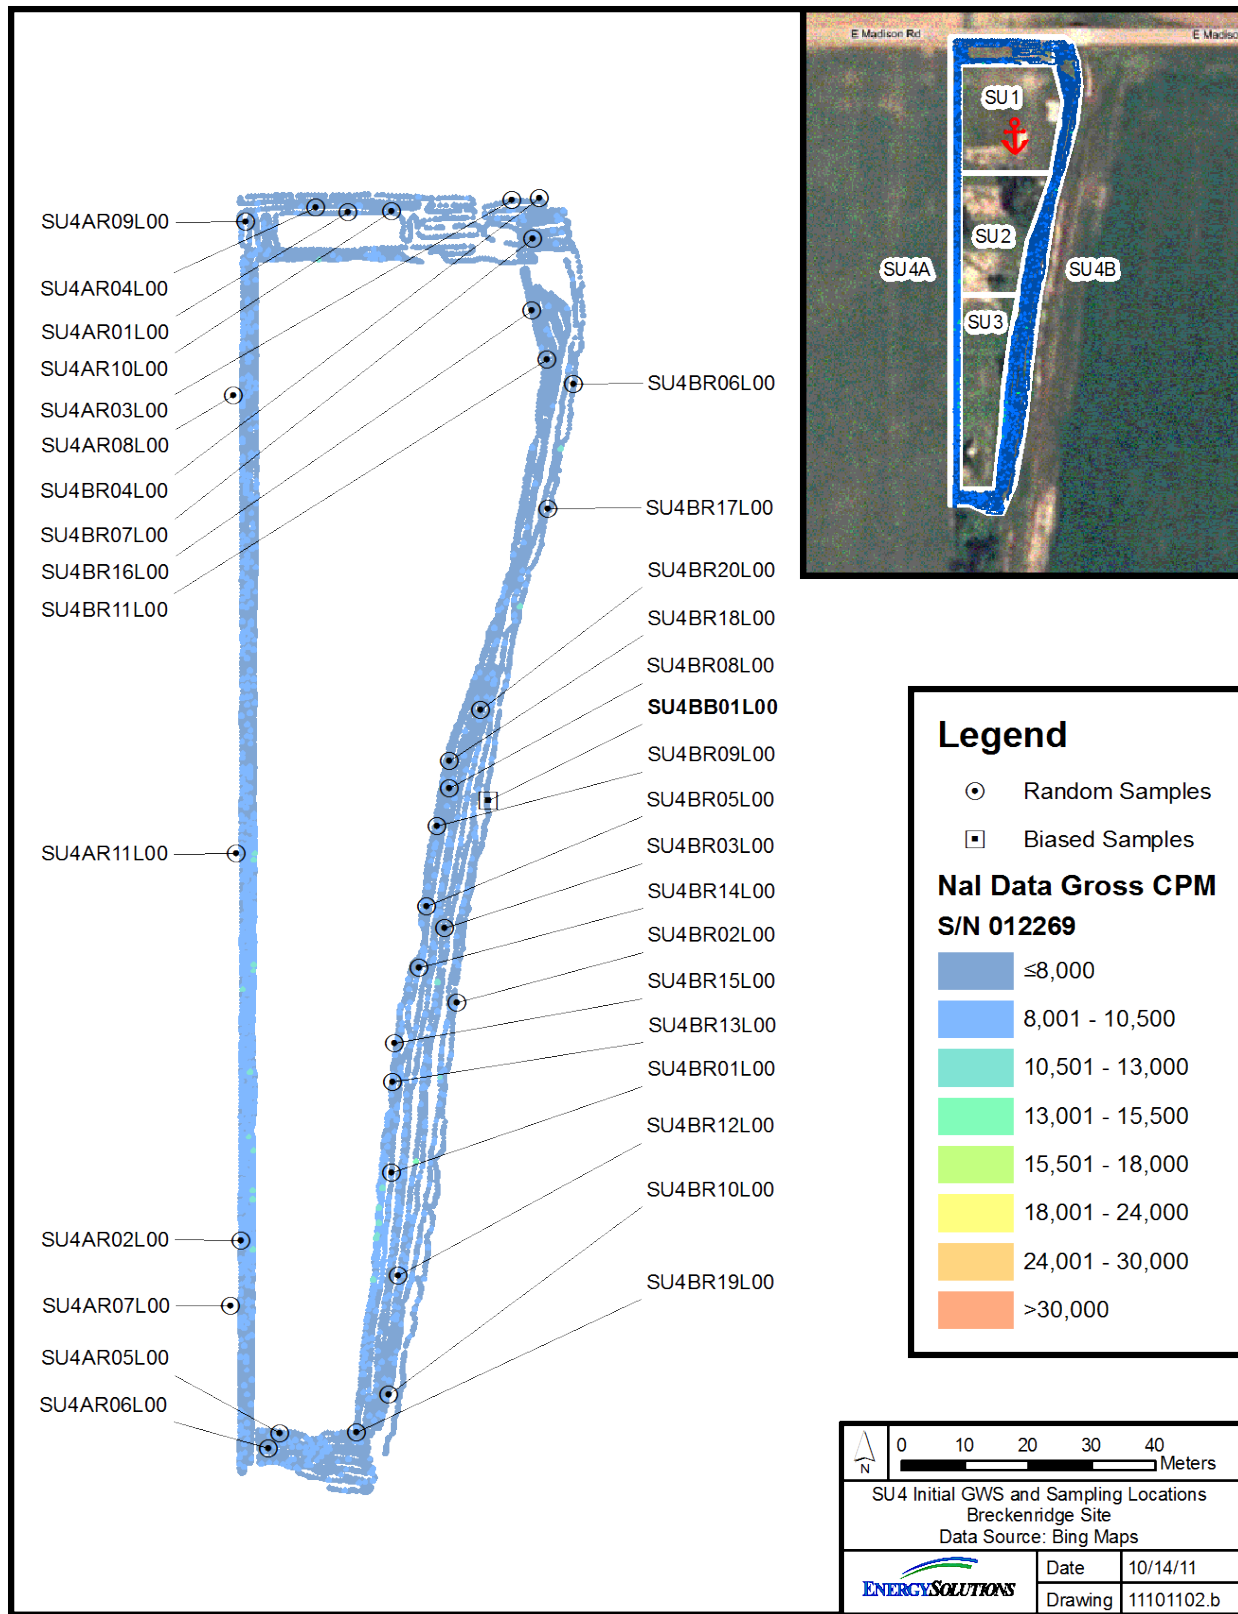 E Madison Rd
E Madiso
SU1
SU2
SU4A
SU4B
SU3
SU4AR09L00
SU4AR04L00
SU4AR01L00
SU4AR10L00
SU4AR03L00
SU4AR08L00
SU4BR04L00
SU4BR07L00
SU4BR16L00
SU4BR11L00
SU4AR11L00
SU4AR02L00
SU4AR07L00
SU4AR05L00
SU4AR06L00
SU4BR06L00
SU4BR17L00
SU4BR20L00
SU4BR18L00
SU4BR08L00
SU4BB01L00
SU4BR09L00
SU4BR05L00
SU4BR03L00
SU4BR14L00
SU4BR02L00
SU4BR15L00
SU4BR13L00
SU4BR01L00
SU4BR12L00
SU4BR10L00
SU4BR19L00
Legend
Random Samples
Biased Samples
NaI Data Gross CPM
S/N 012269
≤8,000
8,001 - 10,500
10,501 - 13,000
13,001 - 15,500
15,501 - 18,000
18,001 - 24,000
24,001 - 30,000
>30,000
N
0 10 20 30 40
Meters
SU4 Initial GWS and Sampling Locations
Breckenridge Site
Data Source: Bing Maps
ENERGYSOLUTIONS
Date 10/14/11
Drawing 11101102.b